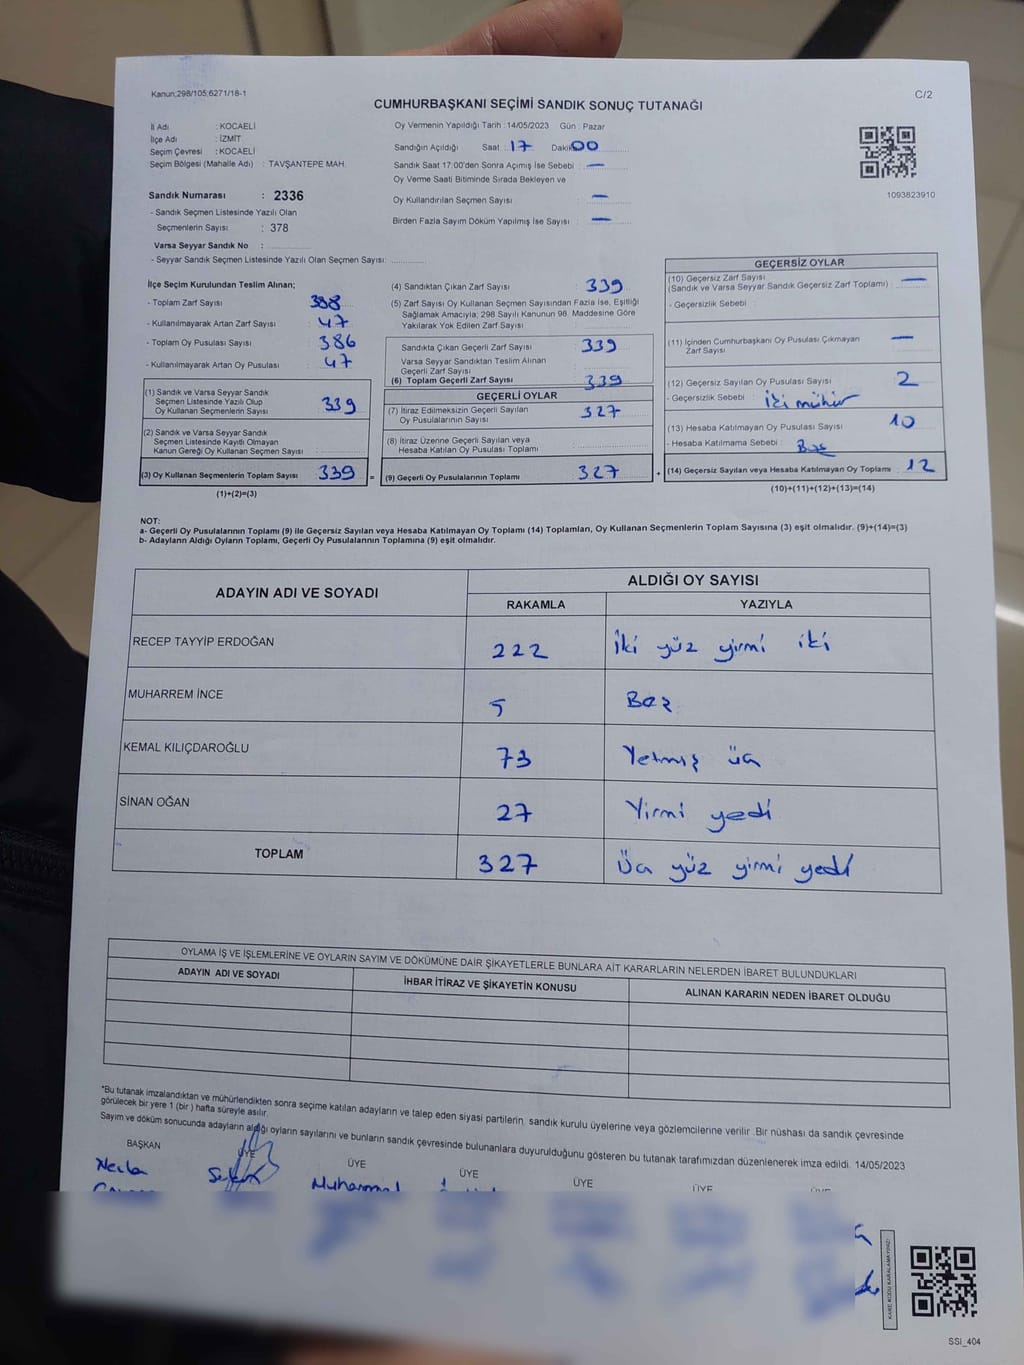 Kanun:298/105;6271/18-1
C/2
CUMHURBAŞKANI SEÇİMİ SANDIK SONUÇ TUTANAĞI
İl Adı : KOCAELİ
İlçe Adı : İZMİT
Seçim Çevresi : KOCAELİ
Seçim Bölgesi (Mahalle Adı) : TAVŞANTEPE MAH.
Sandık Numarası : 2336
- Sandık Seçmen Listesinde Yazılı Olan
Seçmenlerin Sayısı : 378
Varsa Seyyar Sandık No :
- Seyyar Sandık Seçmen Listesinde Yazılı Olan Seçmen Sayısı:
Oy Vermenin Yapıldığı Tarih :14/05/2023 Gün : Pazar
Sandığın Açıldığı Saat : 17 Dakika 00
Sandık Saat 17:00'den Sonra Açımış İse Sebebi : —
Oy Verme Saati Bitiminde Sırada Bekleyen ve
Oy Kullandırılan Seçmen Sayısı : —
Birden Fazla Sayım Döküm Yapılmış İse Sayısı : —
1093823910
İlçe Seçim Kurulundan Teslim Alınan;
- Toplam Zarf Sayısı : 388
- Kullanılmayarak Artan Zarf Sayısı : 47
- Toplam Oy Pusulası Sayısı : 386
- Kullanılmayarak Artan Oy Pusulası : 47
(1) Sandık ve Varsa Seyyar Sandık
Seçmen Listesinde Yazılı Olup
Oy Kullanan Seçmenlerin Sayısı : 339
(2) Sandık ve Varsa Seyyar Sandık
Seçmen Listesinde Kayıtlı Olmayan
Kanun Gereği Oy Kullanan Seçmen Sayısı :
(3) Oy Kullanan Seçmenlerin Toplam Sayısı : 339 =
(1)+(2)=(3)
(4) Sandıktan Çıkan Zarf Sayısı : 339
(5) Zarf Sayısı Oy Kullanan Seçmen Sayısından Fazla İse, Eşitliği
Sağlamak Amacıyla; 298 Sayılı Kanunun 98. Maddesine Göre
Yakılarak Yok Edilen Zarf Sayısı :
Sandıkta Çıkan Geçerli Zarf Sayısı : 339
Varsa Seyyar Sandıktan Teslim Alınan
Geçerli Zarf Sayısı :
(6) Toplam Geçerli Zarf Sayısı : 339
GEÇERLİ OYLAR
(7) İtiraz Edilmeksizin Geçerli Sayılan
Oy Pusulalarının Sayısı : 327
(8) İtiraz Üzerine Geçerli Sayılan veya
Hesaba Katılan Oy Pusulası Toplamı :
(9) Geçerli Oy Pusulalarının Toplamı : 327 +
GEÇERSİZ OYLAR
(10) Geçersiz Zarf Sayısı
(Sandık ve Varsa Seyyar Sandık Geçersiz Zarf Toplamı) : —
- Geçersizlik Sebebi :
(11) İçinden Cumhurbaşkanı Oy Pusulası Çıkmayan
Zarf Sayısı : —
(12) Geçersiz Sayılan Oy Pusulası Sayısı : 2
- Geçersizlik Sebebi : iki mühür
(13) Hesaba Katılmayan Oy Pusulası Sayısı : 10
- Hesaba Katılmama Sebebi : Boş
(14) Geçersiz Sayılan veya Hesaba Katılmayan Oy Toplamı : 12
(10)+(11)+(12)+(13)=(14)
NOT:
a- Geçerli Oy Pusulalarının Toplamı (9) ile Geçersiz Sayılan veya Hesaba Katılmayan Oy Toplamı (14) Toplamları, Oy Kullanan Seçmenlerin Toplam Sayısına (3) eşit olmalıdır. (9)+(14)=(3)
b- Adayların Aldığı Oyların Toplamı, Geçerli Oy Pusulalarının Toplamına (9) eşit olmalıdır.
ADAYIN ADI VE SOYADI
ALDIĞI OY SAYISI
RAKAMLA YAZIYLA
RECEP TAYYİP ERDOĞAN 222 İki yüz yirmi iki
MUHARREM İNCE 5 Beş
KEMAL KILIÇDAROĞLU 73 Yetmiş üç
SİNAN OĞAN 27 Yirmi yedi
TOPLAM 327 Üç yüz yirmi yedi
OYLAMA İŞ VE İŞLEMLERİNE VE OYLARIN SAYIM VE DÖKÜMÜNE DAİR ŞİKAYETLERLE BUNLARA AİT KARARLARIN NELERDEN İBARET BULUNDUKLARI
ADAYIN ADI VE SOYADI İHBAR İTİRAZ VE ŞİKAYETİN KONUSU ALINAN KARARIN NEDEN İBARET OLDUĞU
*Bu tutanak imzalandıktan ve mühürlendikten sonra seçime katılan adayların ve talep eden siyasi partilerin, sandık kurulu üyelerine veya gözlemcilerine verilir. Bir nüshası da sandık çevresinde
görülecek bir yere 1 (bir ) hafta süreyle asılır.
Sayım ve döküm sonucunda adayların aldığı oyların sayılarını ve bunların sandık çevresinde bulunanlara duyurulduğunu gösteren bu tutanak tarafımızdan düzenlenerek imza edildi. 14/05/2023
BAŞKAN ÜYE ÜYE ÜYE ÜYE ÜYE ÜYE
Muhammet
KARE KODU KARALAMAYINIZ!
SSİ_404